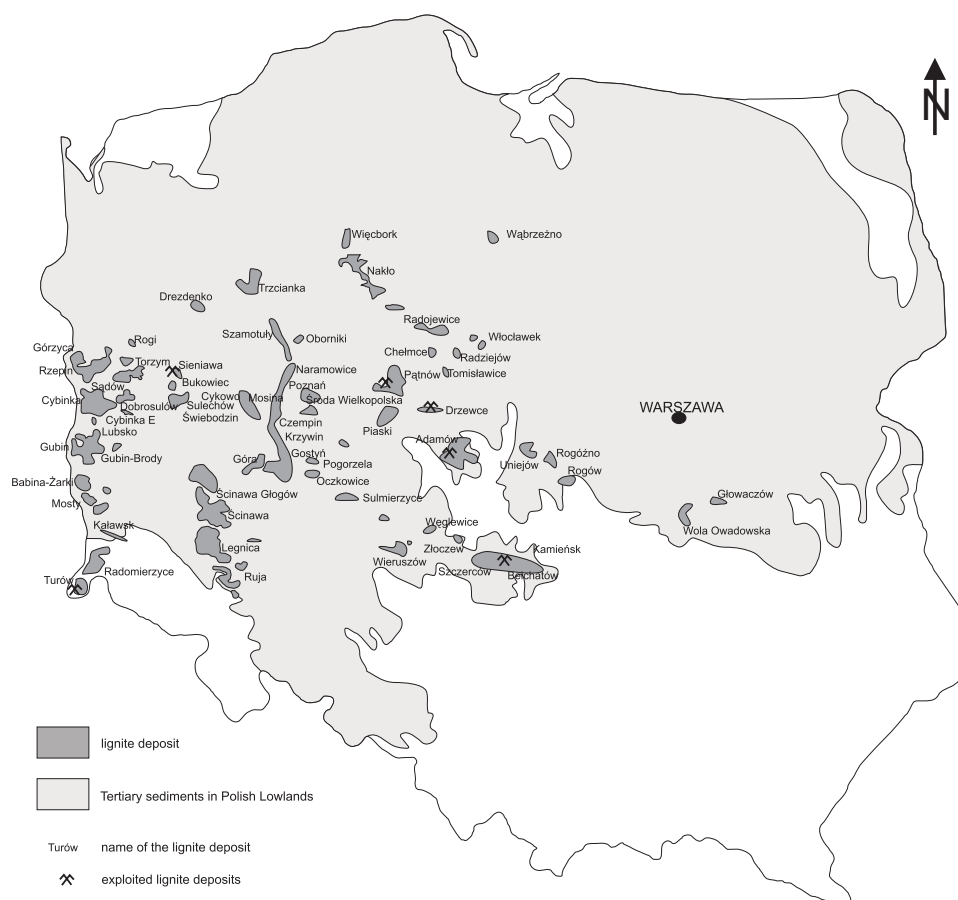 N
Więcbork
Wąbrzeżno
Nakło
Trzcianka
Drezdenko
Radojewice
Szamotuły
Oborniki
Włocławek
Rogi
Górzyca
Chełmce
Radziejów
Torzym
Sieniawa
Rzepin
Naramowice
Pątnów
Tomisławice
Sadów
Bukowiec
Poznań
Cybinka
Dobrosułów
Sulechów
Cykowo
Mosina
Środa Wielkopolska
Drzewce
WARSZAWA
Cybinka E
Świebodzin
Czempin
Piaski
Lubsko
Krzywin
Adamów
Gubin
Gubin-Brody
Góra
Gostyń
Pogorzela
Uniejów
Rogóźno
Rogów
Babina-Żarki
Oczkowice
Mosty
Ścinawa Głogów
Sulmierzyce
Głowaczów
Ścinawa
Kaławsk
Węglewice
Wola Owadowska
Legnica
Złoczew
Kamieńsk
Radomierzyce
Wieruszów
Szczerców
Bełchatów
Turów
Ruja
lignite deposit
Tertiary sediments in Polish Lowlands
Turów name of the lignite deposit
exploited lignite deposits